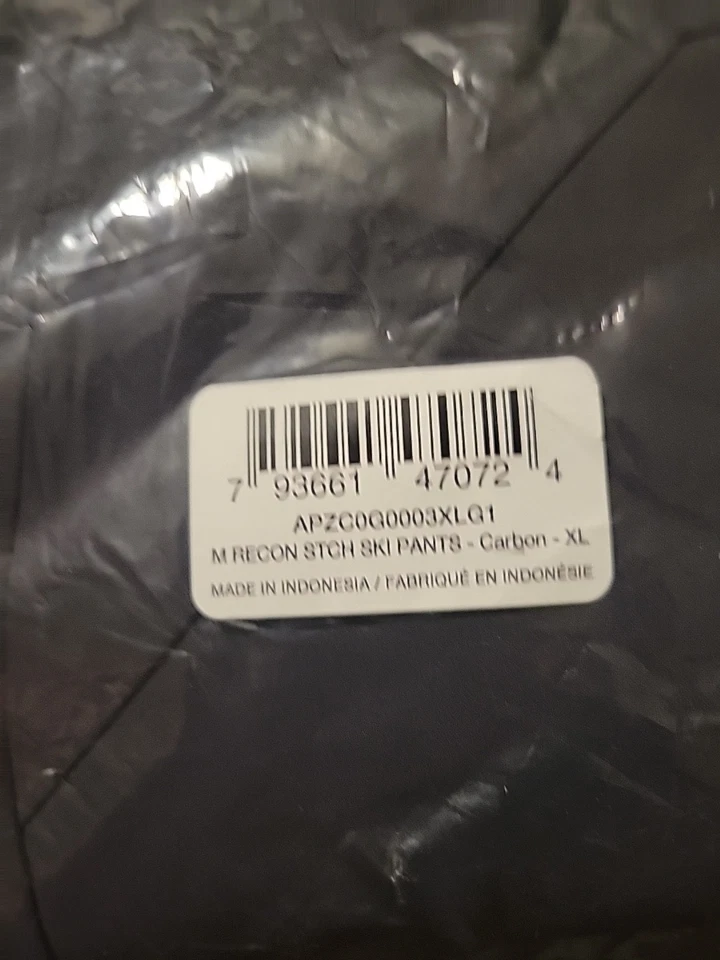 7 93661 47072 4
APZC0G0003XLG1
M RECON STCH SKI PANTS - Carbon - XL
MADE IN INDONESIA / FABRIQUÉ EN INDONÉSIE